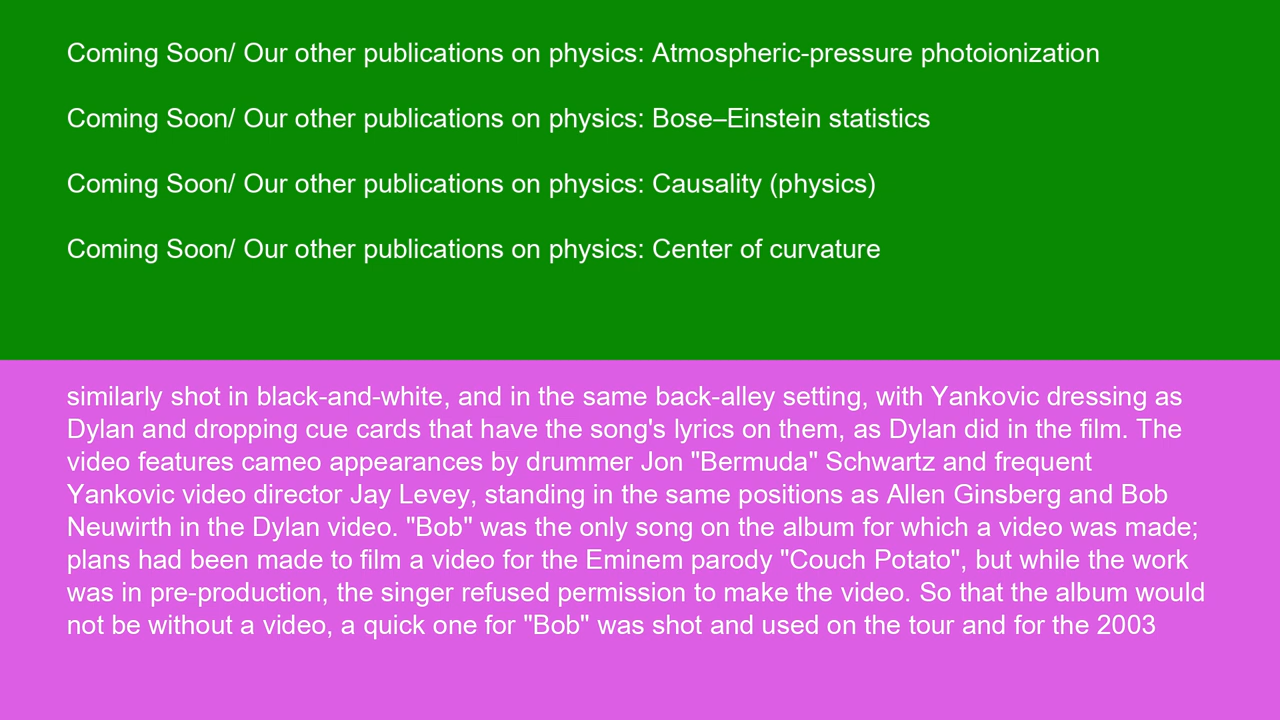 Coming Soon/ Our other publications on physics: Atmospheric-pressure photoionization
Coming Soon/ Our other publications on physics: Bose–Einstein statistics
Coming Soon/ Our other publications on physics: Causality (physics)
Coming Soon/ Our other publications on physics: Center of curvature
similarly shot in black-and-white, and in the same back-alley setting, with Yankovic dressing as
Dylan and dropping cue cards that have the song's lyrics on them, as Dylan did in the film. The
video features cameo appearances by drummer Jon "Bermuda" Schwartz and frequent
Yankovic video director Jay Levey, standing in the same positions as Allen Ginsberg and Bob
Neuwirth in the Dylan video. "Bob" was the only song on the album for which a video was made;
plans had been made to film a video for the Eminem parody "Couch Potato", but while the work
was in pre-production, the singer refused permission to make the video. So that the album would
not be without a video, a quick one for "Bob" was shot and used on the tour and for the 2003